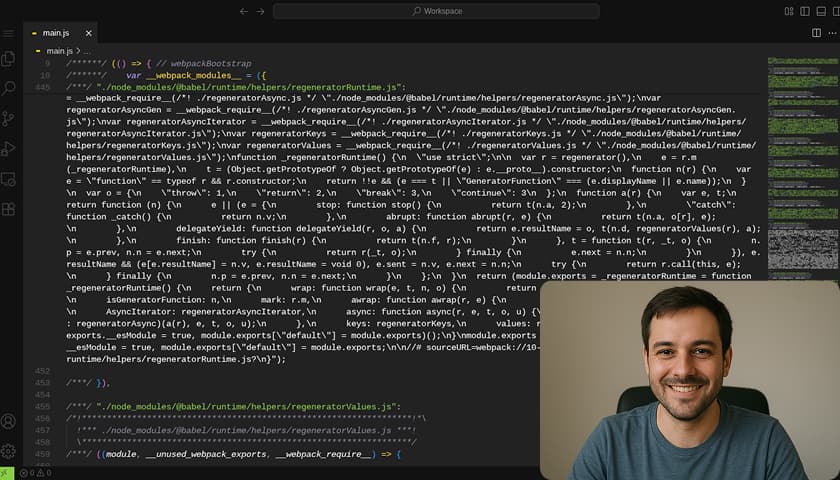 Workspace
main.js
main.js > ...
9 /******/ (() => { // webpackBootstrap
10 /******/ var __webpack_modules__ = ({
445 /***/ "./node_modules/@babel/runtime/helpers/regeneratorRuntime.js":
= __webpack_require__(/*! ./regeneratorAsync.js */ \"./node_modules/@babel/runtime/helpers/regeneratorAsync.js\");\nvar
regeneratorAsyncGen = __webpack_require__(/*! ./regeneratorAsyncGen.js */ \"./node_modules/@babel/runtime/helpers/regeneratorAsyncGen.
js\");\nvar regeneratorAsyncIterator = __webpack_require__(/*! ./regeneratorAsyncIterator.js */ \"./node_modules/@babel/runtime/helpers/
regeneratorAsyncIterator.js\");\nvar regeneratorKeys = __webpack_require__(/*! ./regeneratorKeys.js */ \"./node_modules/@babel/runtime/
helpers/regeneratorKeys.js\");\nvar regeneratorValues = __webpack_require__(/*! ./regeneratorValues.js */ \"./node_modules/@babel/runtime/
helpers/regeneratorValues.js\");\nfunction _regeneratorRuntime() {\n \"use strict\";\n\n var r = regenerator(),\n e = r.m
(_regeneratorRuntime),\n t = (Object.getPrototypeOf ? Object.getPrototypeOf(e) : e.__proto__).constructor;\n function n(r) {\n var
e = \"function\" == typeof r && r.constructor;\n return !!e && (e === t || \"GeneratorFunction\" === (e.displayName || e.name));\n }
\n var o = {\n \"throw\": 1,\n \"return\": 2,\n \"break\": 3,\n \"continue\": 3\n };\n function a(r) {\n var e, t;\n
return function (n) {\n e || (e = {\n stop: function stop() {\n return t(n.a, 2);\n },\n \"catch\":
function _catch() {\n return n.v;\n },\n abrupt: function abrupt(r, e) {\n return t(n.a, o[r], e);
\n },\n delegateYield: function delegateYield(r, o, a) {\n return e.resultName = o, t(n.d, regeneratorValues(r), a);
\n },\n finish: function finish(r) {\n return t(n.f, r);\n }\n }, t = function t(r, _t, o) {\n n.
p = e.prev, n.n = e.next;\n try {\n return r(_t, o);\n } finally {\n e.next = n.n;\n }\n }), e.
resultName && (e[e.resultName] = n.v, e.resultName = void 0), e.sent = n.v, e.next = n.n;\n try {\n return r.call(this, e);
\n } finally {\n n.p = e.prev, n.n = e.next;\n }\n };\n }\n return (module.exports = _regeneratorRuntime = function
_regeneratorRuntime() {\n return {\n wrap: function wrap(e, t, n, o) {\n return
\n isGeneratorFunction: n,\n mark: r.m,\n awrap: function awrap(r, e) {\n
AsyncIterator: regeneratorAsyncIterator,\n async: function async(r, e, t, o, u) {\n
: regeneratorAsync)(a(r), e, t, o, u);\n },\n keys: regeneratorKeys,\n values:
exports.__esModule = true, module.exports[\"default\"] = module.exports)();\n}\nmodule.exports
__esModule = true, module.exports[\"default\"] = module.exports;\n\n//# sourceURL=webpack://10-
runtime/helpers/regeneratorRuntime.js?\n}");
452
453 /***/ }),
454
455 /***/ "./node_modules/@babel/runtime/helpers/regeneratorValues.js":
456 /*!******************************************************************!*\
457 !*** ./node_modules/@babel/runtime/helpers/regeneratorValues.js ***!
458 \******************************************************************/
459 /***/ ((module, __unused_webpack_exports, __webpack_require__) => {
0 0